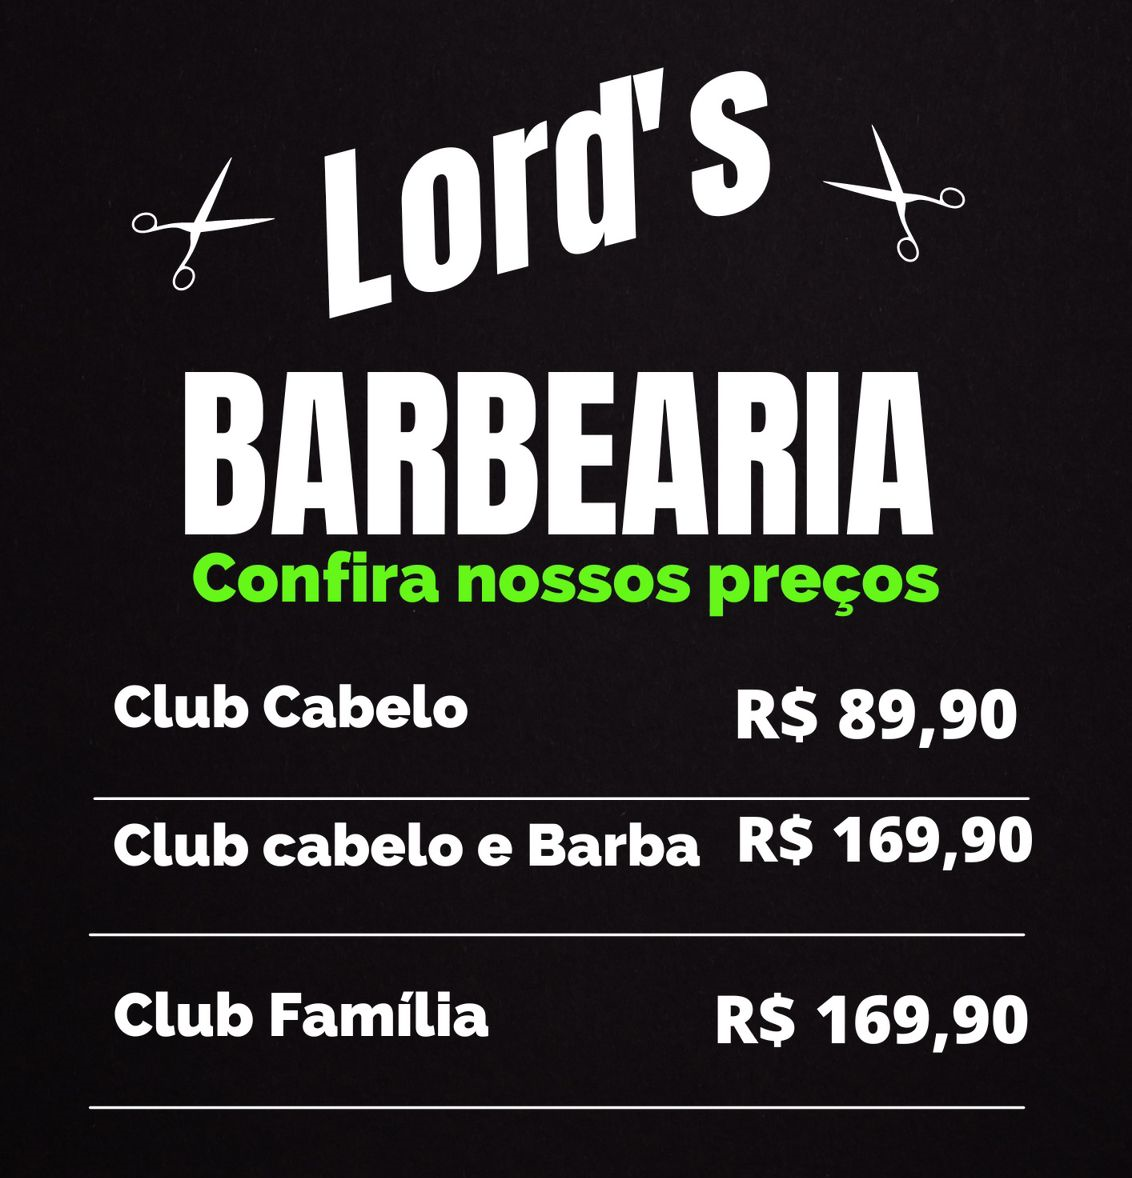 Lord's
BARBEARIA
Confira nossos preços
Club Cabelo R$ 89,90
Club cabelo e Barba R$ 169,90
Club Família R$ 169,90